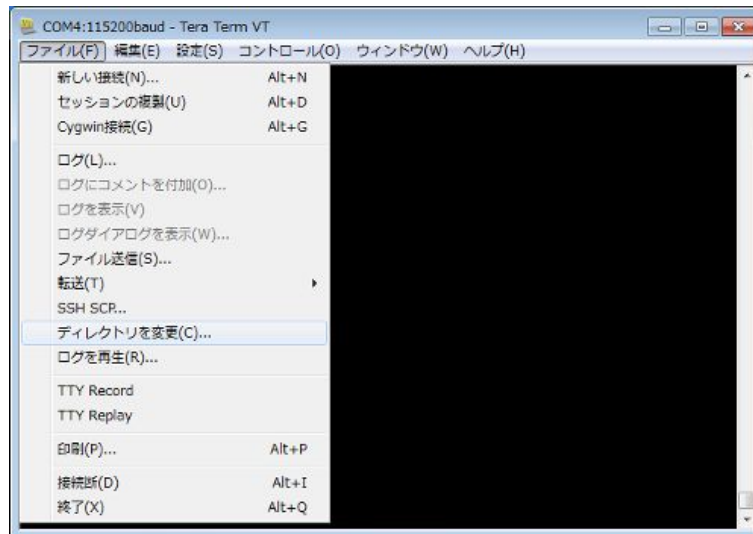 COM4:115200baud - Tera Term VT
ファイル(F) 編集(E) 設定(S) コントロール(O) ウィンドウ(W) ヘルプ(H)
新しい接続(N)... Alt+N
セッションの複製(U) Alt+D
Cygwin接続(G) Alt+G
ログ(L)...
ログにコメントを付加(O)...
ログを表示(V)
ログダイアログを表示(W)...
ファイル送信(S)...
転送(T)
SSH SCP...
ディレクトリを変更(C)...
ログを再生(R)...
TTY Record
TTY Replay
印刷(P)... Alt+P
接続断(D) Alt+I
終了(X) Alt+Q